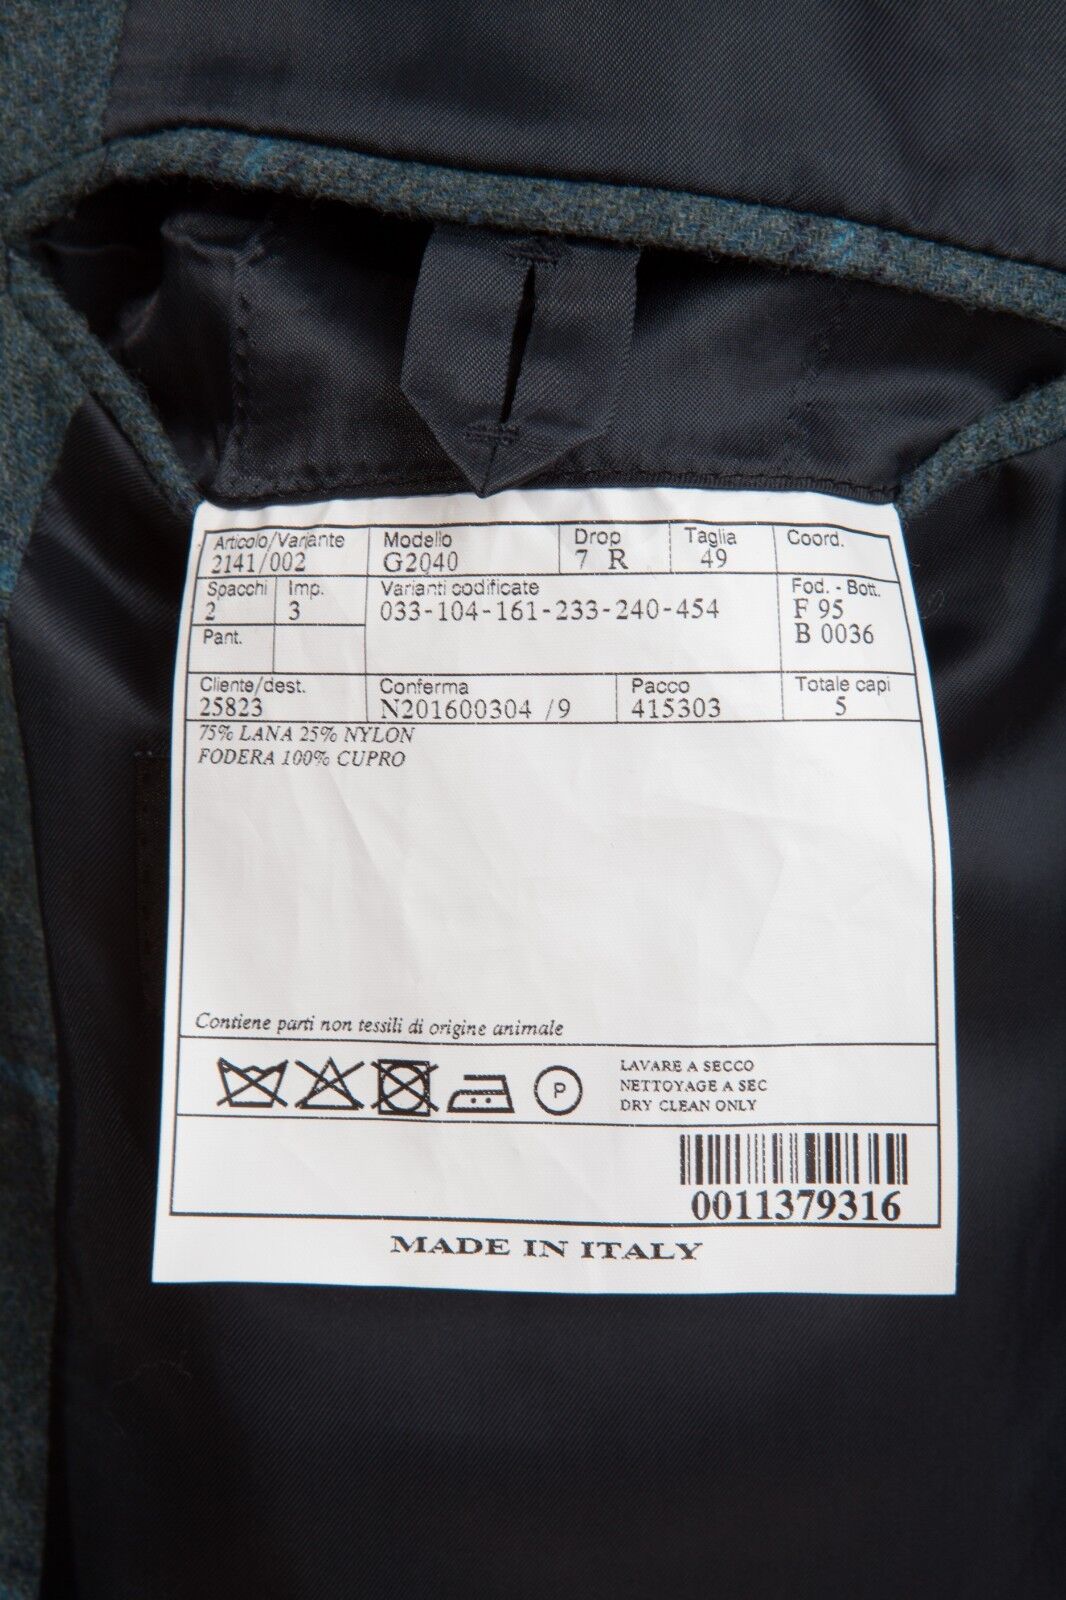 Articolo/Variante Modello Drop Taglia Coord.
2141/002 G2040 7 R 49
Spacchi Imp. Varianti codificate Fod. - Bott.
2 3 033-104-161-233-240-454 F 95
Pant. B 0036
Cliente/dest. Conferma Pacco Totale capi
25823 N201600304 /9 415303 5
75% LANA 25% NYLON
FODERA 100% CUPRO
Contiene parti non tessili di origine animale
LAVARE A SECCO
NETTOYAGE A SEC
P DRY CLEAN ONLY
0011379316
MADE IN ITALY